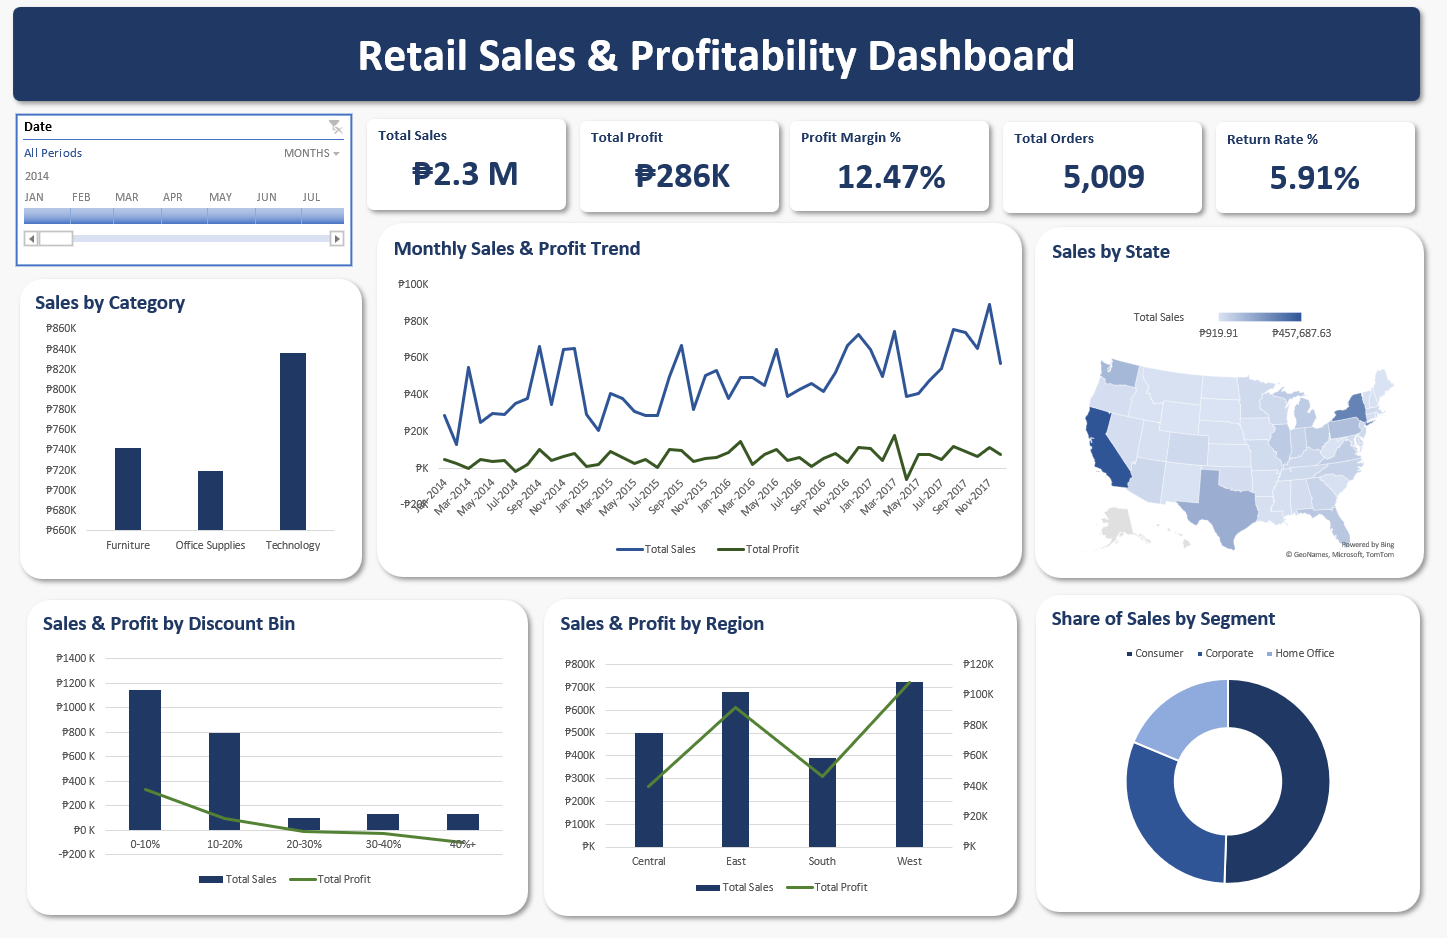 Retail Sales & Profitability Dashboard
Date
All Periods
MONTHS
2014
JAN FEB MAR APR MAY JUN JUL
Total Sales
₱2.3 M
Total Profit
₱286K
Profit Margin %
12.47%
Total Orders
5,009
Return Rate %
5.91%
Sales by Category
₱860K
₱840K
₱820K
₱800K
₱780K
₱760K
₱740K
₱720K
₱700K
₱680K
₱660K
Furniture Office Supplies Technology
Monthly Sales & Profit Trend
₱100K
₱80K
₱60K
₱40K
₱20K
₱K
-₱20K
Jan-2014 Mar-2014 May-2014 Jul-2014 Sep-2014 Nov-2014 Jan-2015 Mar-2015 May-2015 Jul-2015 Sep-2015 Nov-2015 Jan-2016 Mar-2016 May-2016 Jul-2016 Sep-2016 Nov-2016 Jan-2017 Mar-2017 May-2017 Jul-2017 Sep-2017 Nov-2017
Total Sales Total Profit
Sales by State
Total Sales
₱919.91 ₱457,687.63
Powered by Bing
© GeoNames, Microsoft, TomTom
Sales & Profit by Discount Bin
₱1400 K
₱1200 K
₱1000 K
₱800 K
₱600 K
₱400 K
₱200 K
₱0 K
-₱200 K
0-10% 10-20% 20-30% 30-40% 40%+
Total Sales Total Profit
Sales & Profit by Region
₱800K
₱700K
₱600K
₱500K
₱400K
₱300K
₱200K
₱100K
₱K
₱120K
₱100K
₱80K
₱60K
₱40K
₱20K
₱K
Central East South West
Total Sales Total Profit
Share of Sales by Segment
Consumer Corporate Home Office